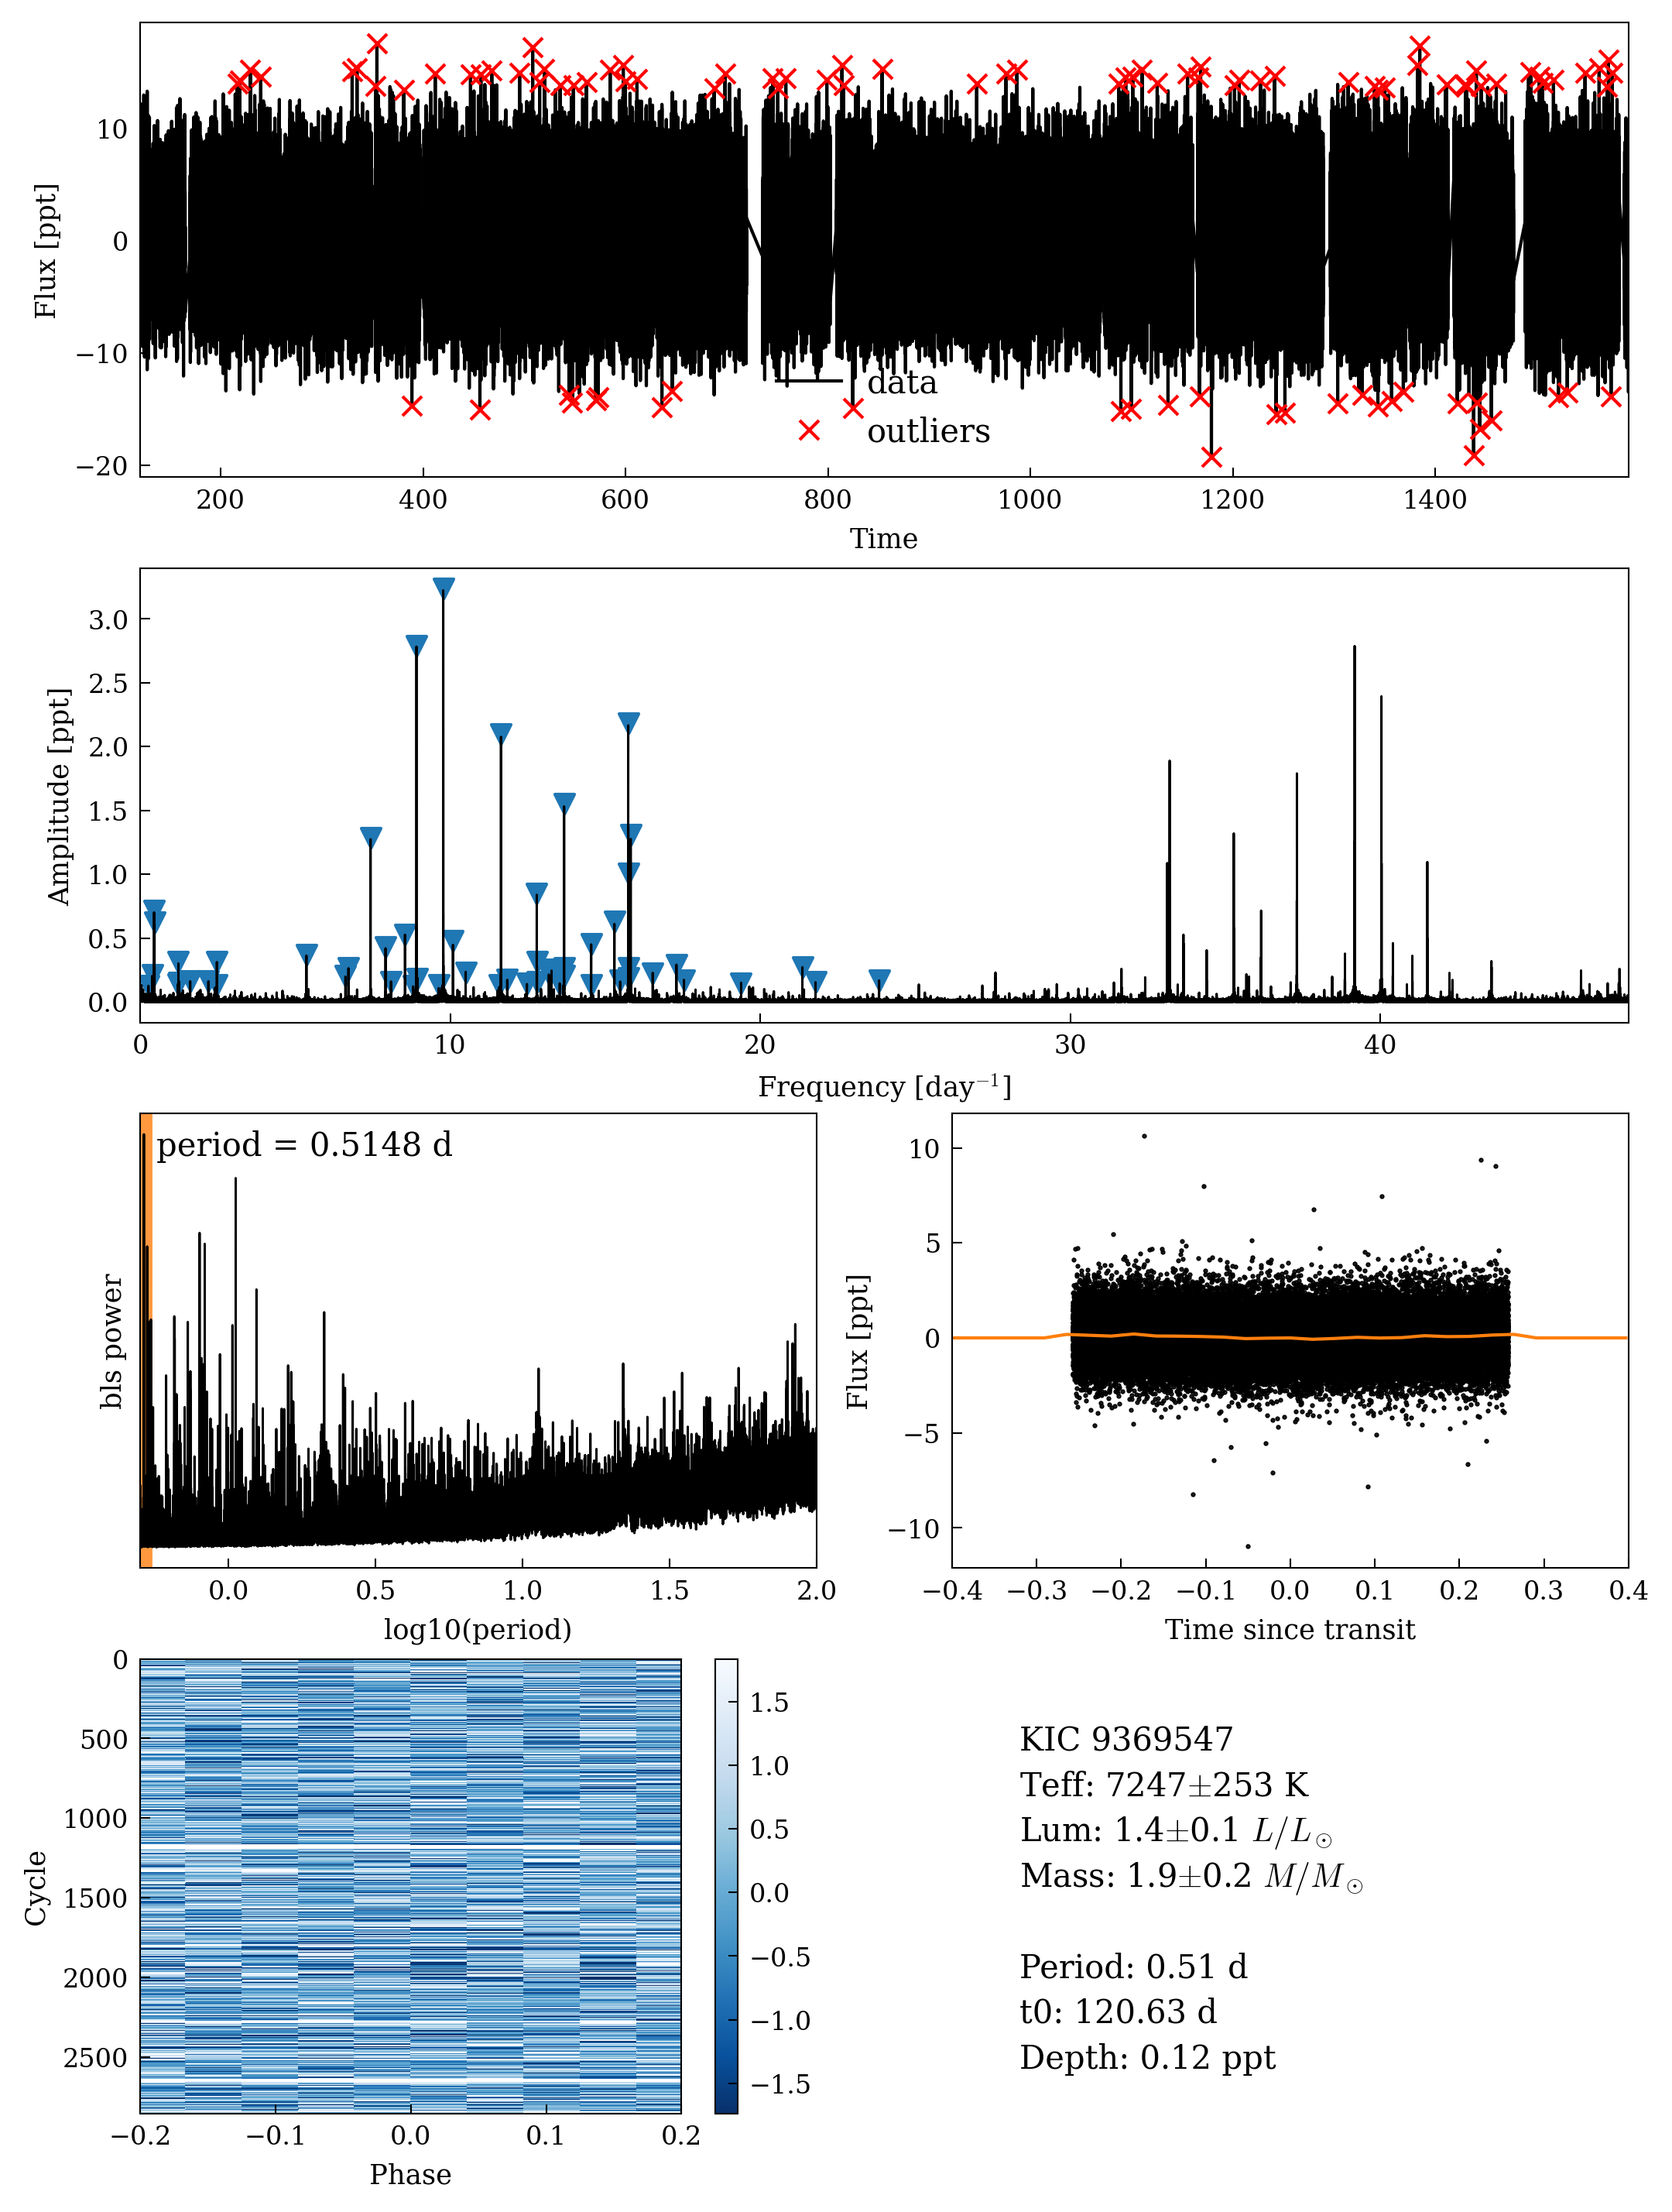 10
0
−10
−20
Flux [ppt]
data
outliers
200 400 600 800 1000 1200 1400
Time
3.0
2.5
2.0
1.5
1.0
0.5
0.0
Amplitude [ppt]
0 10 20 30 40
Frequency [day⁻¹]
period = 0.5148 d
bls power
0.0 0.5 1.0 1.5 2.0
log10(period)
10
5
0
−5
−10
Flux [ppt]
−0.4 −0.3 −0.2 −0.1 0.0 0.1 0.2 0.3 0.4
Time since transit
0
500
1000
1500
2000
2500
Cycle
−0.2 −0.1 0.0 0.1 0.2
Phase
1.5
1.0
0.5
0.0
−0.5
−1.0
−1.5
KIC 9369547
Teff: 7247±253 K
Lum: 1.4±0.1 L/L⊙
Mass: 1.9±0.2 M/M⊙
Period: 0.51 d
t0: 120.63 d
Depth: 0.12 ppt